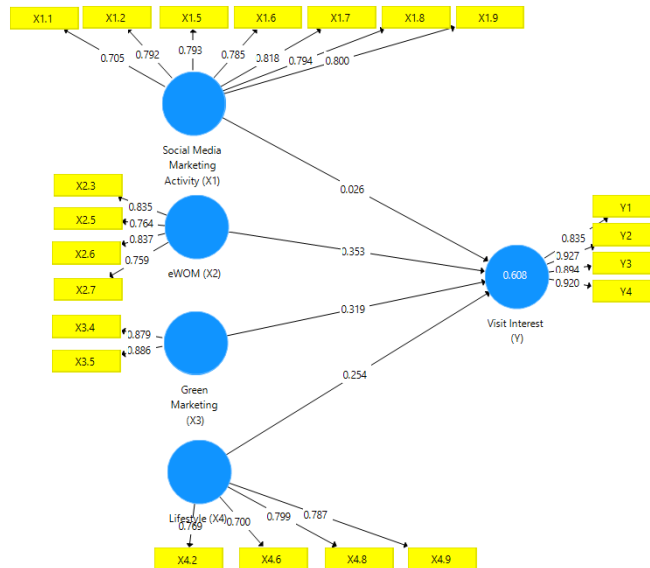 X1.1 X1.2 X1.5 X1.6 X1.7 X1.8 X1.9
0.705 0.792 0.793 0.785 0.818 0.794 0.800
Social Media
Marketing
Activity (X1)
0.026
X2.3
X2.5
X2.6
X2.7
0.835
0.764
0.837
0.759
eWOM (X2)
0.353
X3.4
X3.5
0.879
0.886
Green
Marketing
(X3)
0.319
Lifestyle (X4)
0.254
0.769 0.700 0.799 0.787
X4.2 X4.6 X4.8 X4.9
0.608
Visit Interest
(Y)
0.835
0.927
0.894
0.920
Y1
Y2
Y3
Y4